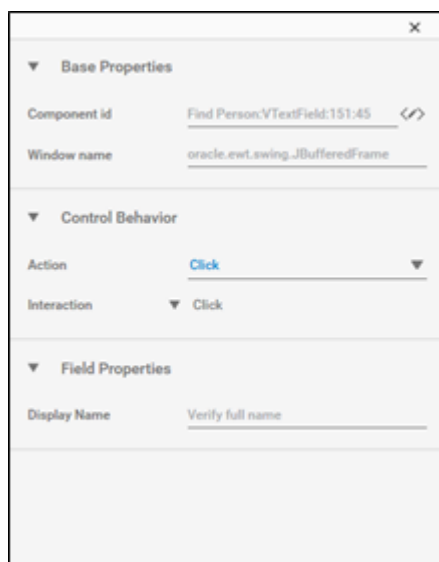 Base Properties
Component id Find Person:VTextField:151:45
Window name oracle.ewt.swing.JBufferedFrame
Control Behavior
Action Click
Interaction Click
Field Properties
Display Name Verify full name